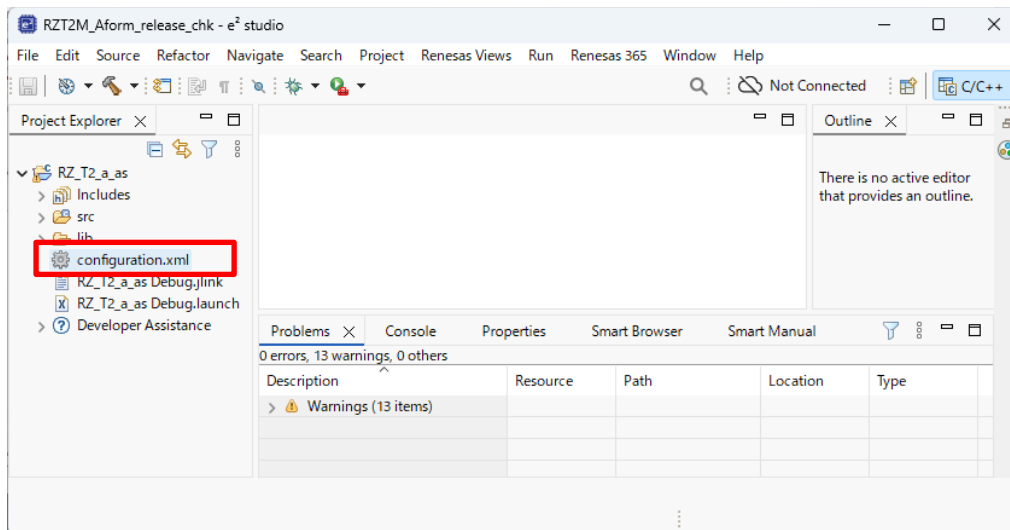 RZT2M_Aform_release_chk - e² studio
File Edit Source Refactor Navigate Search Project Renesas Views Run Renesas 365 Window Help
Not Connected
C/C++
Project Explorer
RZ_T2_a_as
Includes
src
lib
configuration.xml
RZ_T2_a_as Debug.jlink
RZ_T2_a_as Debug.launch
Developer Assistance
Outline
There is no active editor
that provides an outline.
Problems Console Properties Smart Browser Smart Manual
0 errors, 13 warnings, 0 others
Description Resource Path Location Type
Warnings (13 items)